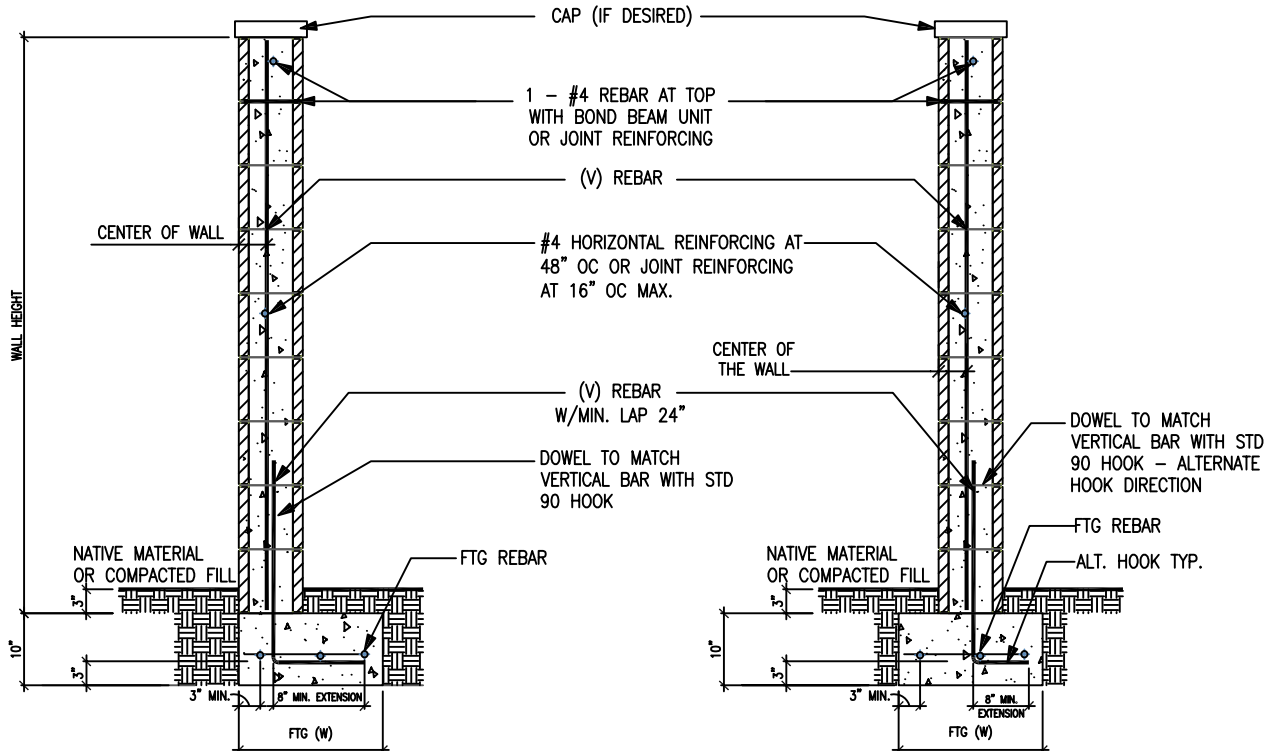 CAP (IF DESIRED)
1 - #4 REBAR AT TOP
WITH BOND BEAM UNIT
OR JOINT REINFORCING
(V) REBAR
CENTER OF WALL
#4 HORIZONTAL REINFORCING AT
48" OC OR JOINT REINFORCING
AT 16" OC MAX.
WALL HEIGHT
CENTER OF
THE WALL
(V) REBAR
W/MIN. LAP 24"
DOWEL TO MATCH
VERTICAL BAR WITH STD
90 HOOK
DOWEL TO MATCH
VERTICAL BAR WITH STD
90 HOOK - ALTERNATE
HOOK DIRECTION
NATIVE MATERIAL
OR COMPACTED FILL
FTG REBAR
3"
10"
3"
3" MIN.
8" MIN. EXTENSION
FTG (W)
NATIVE MATERIAL
OR COMPACTED FILL
FTG REBAR
ALT. HOOK TYP.
3"
10"
3"
3" MIN.
8" MIN.
EXTENSION
FTG (W)